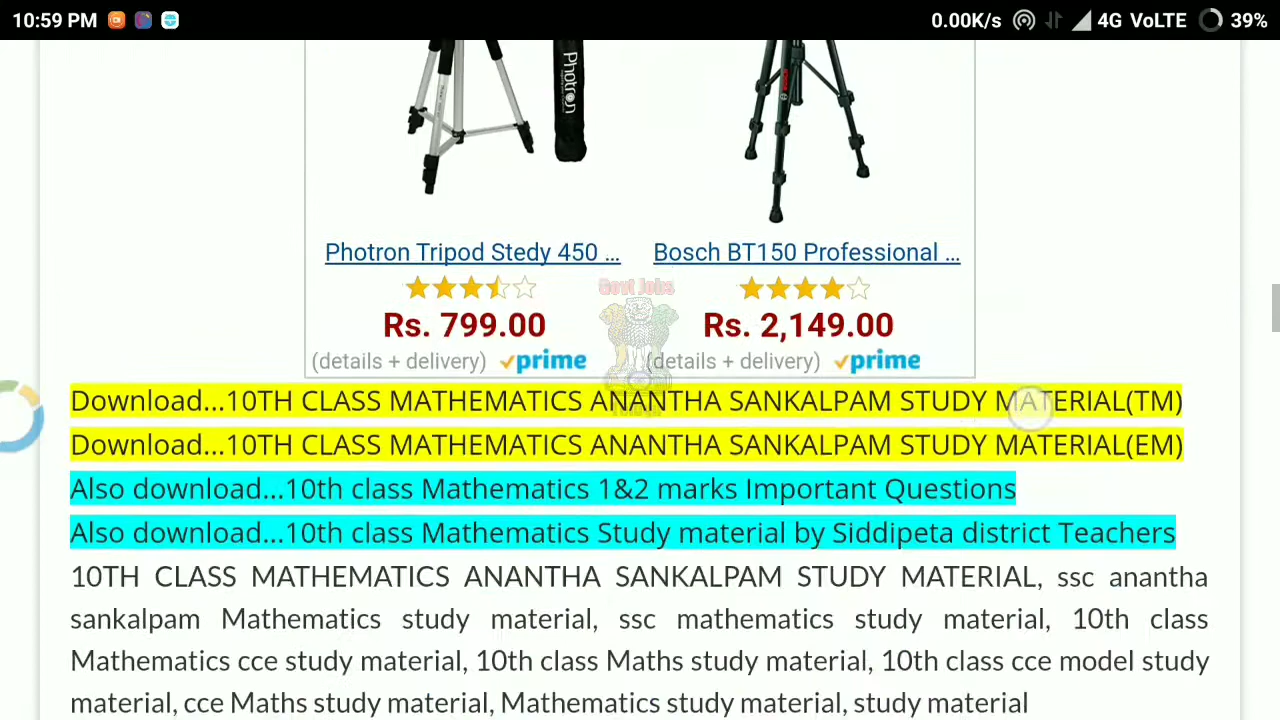 10:59 PM 0.00K/s 4G VoLTE 39%
Photron
Photron Tripod Stedy 450 ... Bosch BT150 Professional ...
Govt Jobs
Rs. 799.00 Rs. 2,149.00
(details + delivery) prime (details + delivery) prime
Download...10TH CLASS MATHEMATICS ANANTHA SANKALPAM STUDY MATERIAL(TM)
Download...10TH CLASS MATHEMATICS ANANTHA SANKALPAM STUDY MATERIAL(EM)
Also download...10th class Mathematics 1&2 marks Important Questions
Also download...10th class Mathematics Study material by Siddipeta district Teachers
10TH CLASS MATHEMATICS ANANTHA SANKALPAM STUDY MATERIAL, ssc anantha
sankalpam Mathematics study material, ssc mathematics study material, 10th class
Mathematics cce study material, 10th class Maths study material, 10th class cce model study
material, cce Maths study material, Mathematics study material, study material